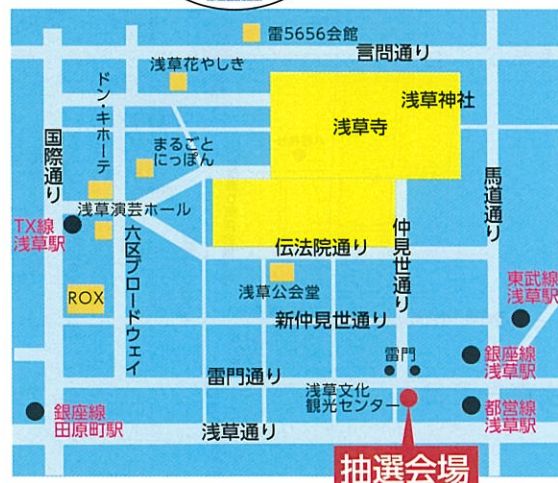 雷5656会館
言問通り
浅草花やしき
ドン・キホーテ
浅草神社
浅草寺
国際通り
まるごと
にっぽん
馬道通り
浅草演芸ホール
TX線
浅草駅
六区ブロードウェイ
仲見世通り
伝法院通り
東武線
浅草駅
ROX
浅草公会堂
新仲見世通り
雷門
銀座線
浅草駅
雷門通り
浅草文化
観光センター
都営線
浅草駅
銀座線
田原町駅
浅草通り
抽選会場